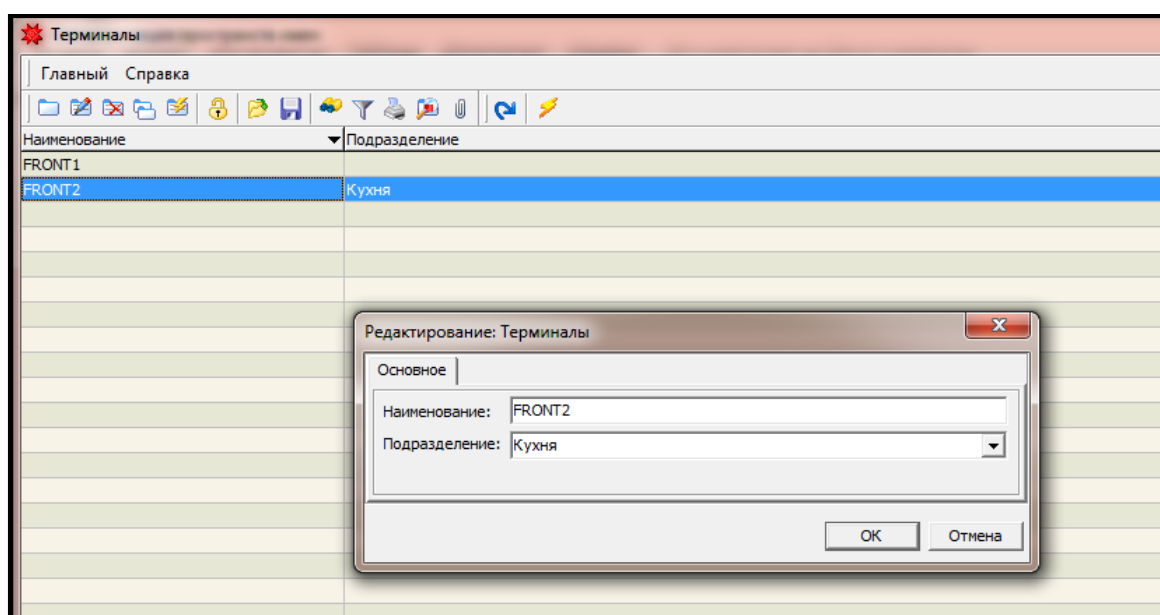 Терминалы
Главный Справка
Наименование Подразделение
FRONT1
FRONT2 Кухня
Редактирование: Терминалы
Основное
Наименование: FRONT2
Подразделение: Кухня
OK Отмена